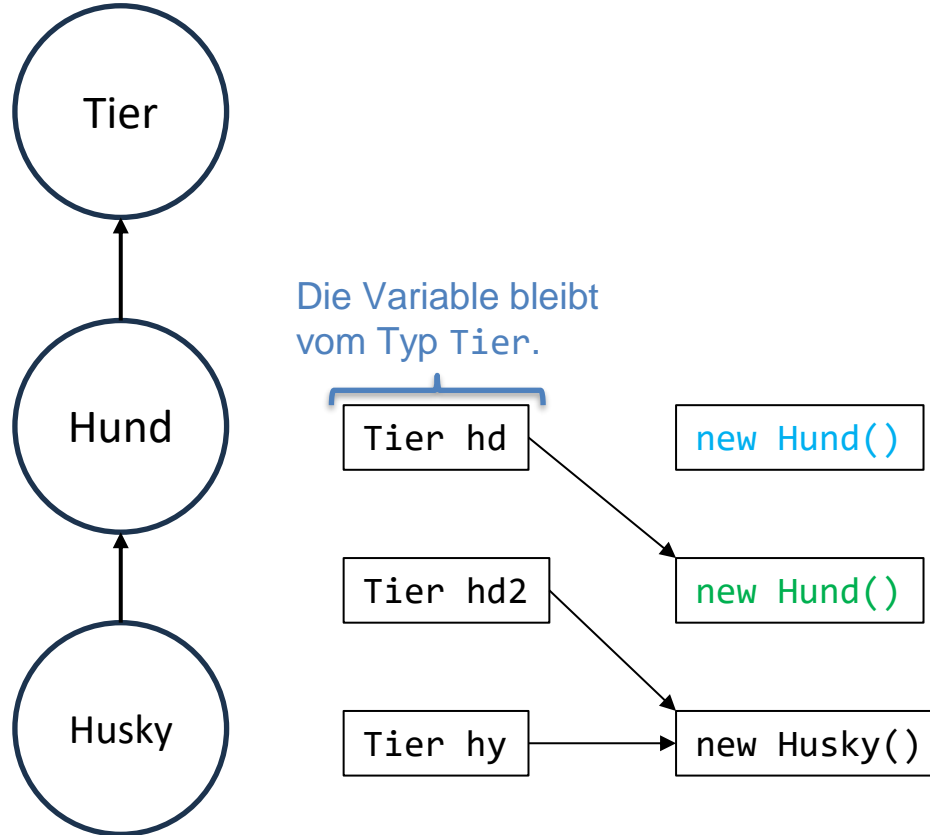 Tier
Die Variable bleibt
vom Typ Tier.
Hund
Tier hd
new Hund()
Tier hd2
new Hund()
Husky
Tier hy
new Husky()